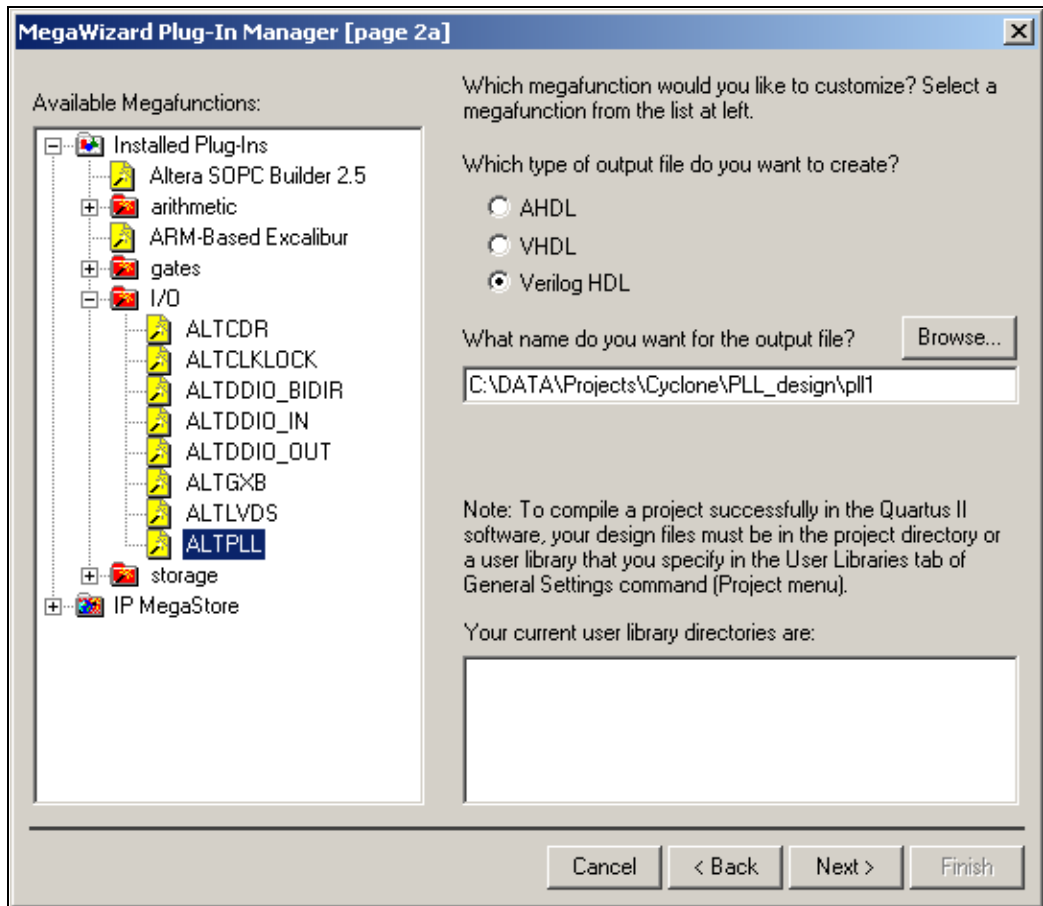 MegaWizard Plug-In Manager [page 2a]
Available Megafunctions:
Installed Plug-Ins
Altera SOPC Builder 2.5
arithmetic
ARM-Based Excalibur
gates
I/O
ALTCDR
ALTCLKLOCK
ALTDDIO_BIDIR
ALTDDIO_IN
ALTDDIO_OUT
ALTGXB
ALTLVDS
ALTPLL
storage
IP MegaStore
Which megafunction would you like to customize? Select a
megafunction from the list at left.
Which type of output file do you want to create?
AHDL
VHDL
Verilog HDL
What name do you want for the output file?
Browse...
C:\DATA\Projects\Cyclone\PLL_design\pll1
Note: To compile a project successfully in the Quartus II
software, your design files must be in the project directory or
a user library that you specify in the User Libraries tab of
General Settings command (Project menu).
Your current user library directories are:
Cancel
< Back
Next >
Finish